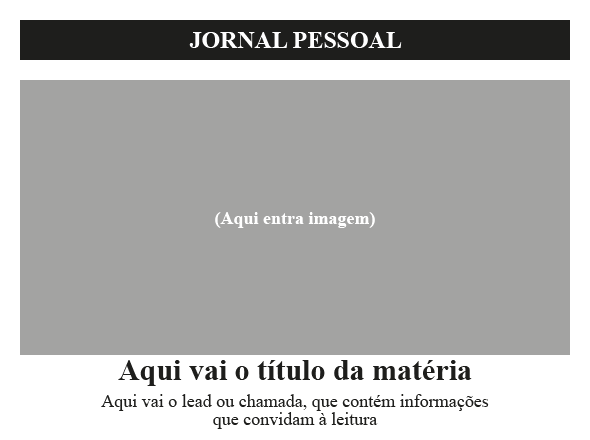 JORNAL PESSOAL
(Aqui entra imagem)
Aqui vai o título da matéria
Aqui vai o lead ou chamada, que contém informações
que convidam à leitura